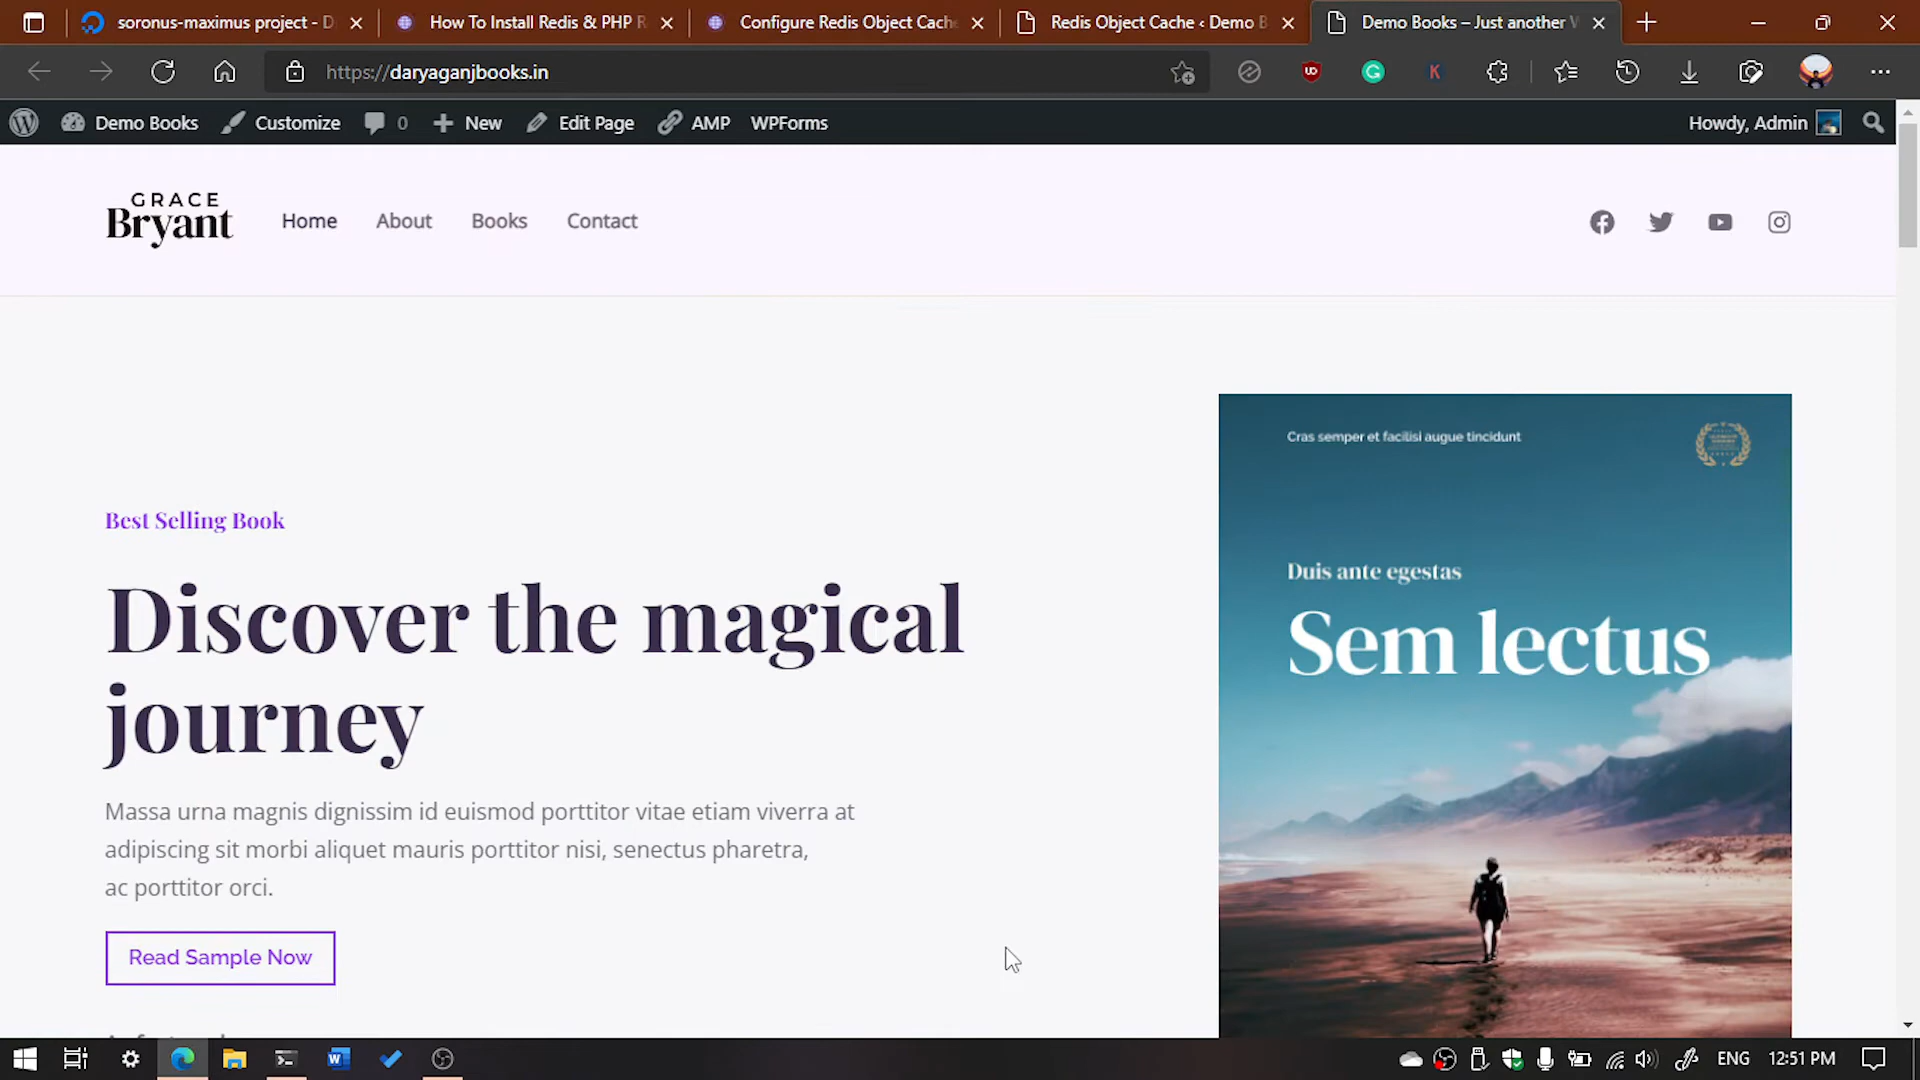 soronus-maximus project - D
How To Install Redis & PHP R
Configure Redis Object Cache
Redis Object Cache ‹ Demo B
Demo Books – Just another W
https://daryaganjbooks.in
Demo Books
Customize
0
New
Edit Page
AMP
WPForms
Howdy, Admin
GRACE
Bryant
Home
About
Books
Contact
Best Selling Book
Discover the magical
journey
Massa urna magnis dignissim id euismod porttitor vitae etiam viverra at
adipiscing sit morbi aliquet mauris porttitor nisi, senectus pharetra,
ac porttitor orci.
Read Sample Now
Cras semper et facilisi augue tincidunt
Duis ante egestas
Sem lectus
ENG
12:51 PM